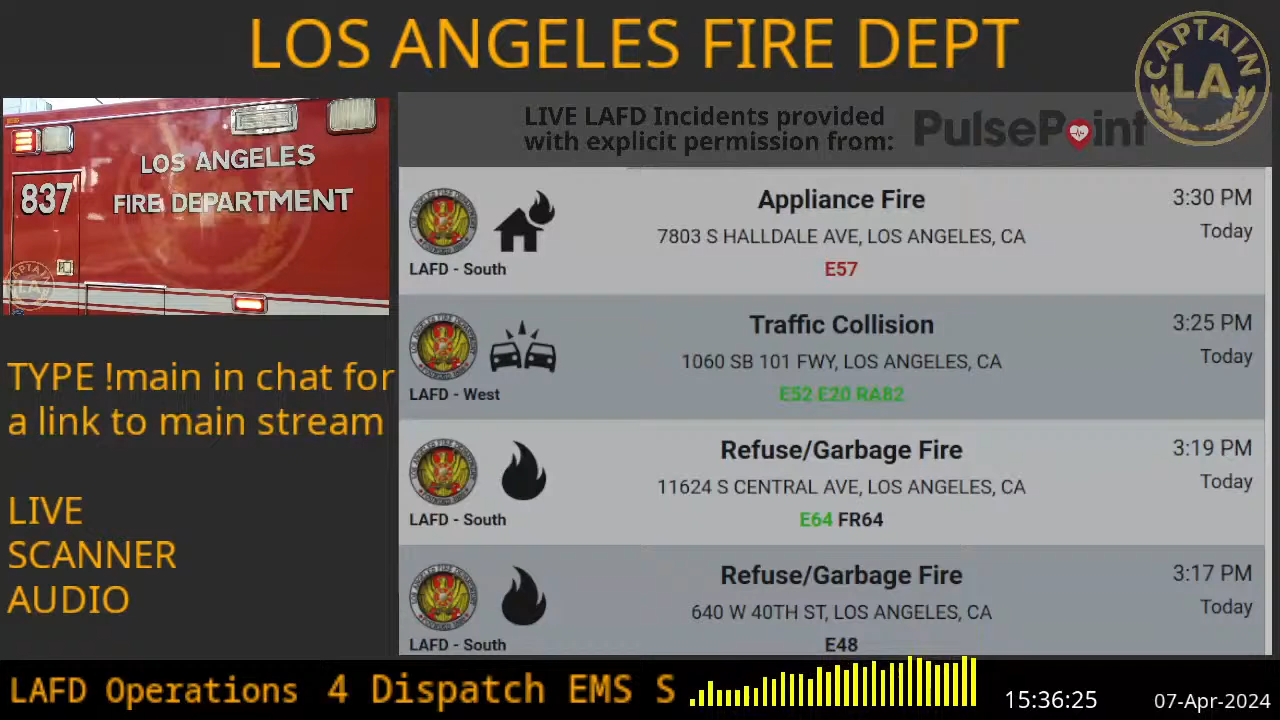 LOS ANGELES FIRE DEPT
CAPTAIN
LA
LOS ANGELES
837
FIRE DEPARTMENT
CAPTAIN
LA
LIVE LAFD Incidents provided
with explicit permission from:
PulsePoint
Appliance Fire
3:30 PM
7803 S HALLDALE AVE, LOS ANGELES, CA
Today
LAFD - South
E57
Traffic Collision
3:25 PM
1060 SB 101 FWY, LOS ANGELES, CA
Today
LAFD - West
E52 E20 RA82
Refuse/Garbage Fire
3:19 PM
11624 S CENTRAL AVE, LOS ANGELES, CA
Today
LAFD - South
E64 FR64
Refuse/Garbage Fire
3:17 PM
640 W 40TH ST, LOS ANGELES, CA
Today
LAFD - South
E48
TYPE !main in chat for
a link to main stream
LIVE
SCANNER
AUDIO
LAFD Operations 4 Dispatch EMS S
15:36:25
07-Apr-2024